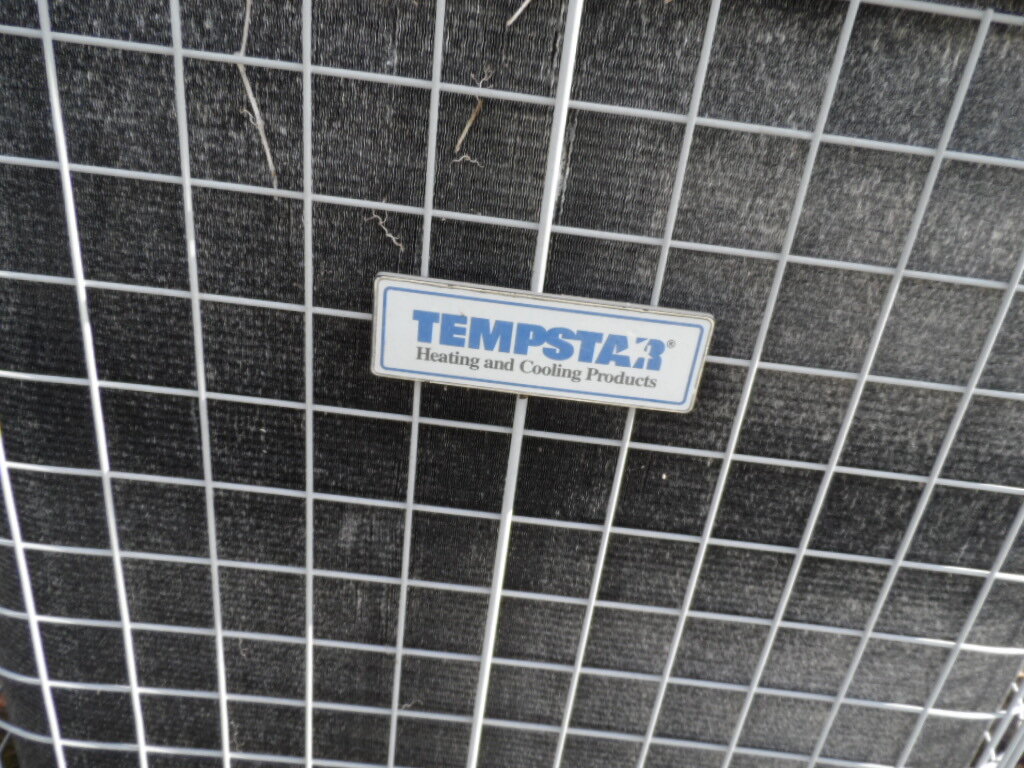 TEMPSTAR®
Heating and Cooling Products